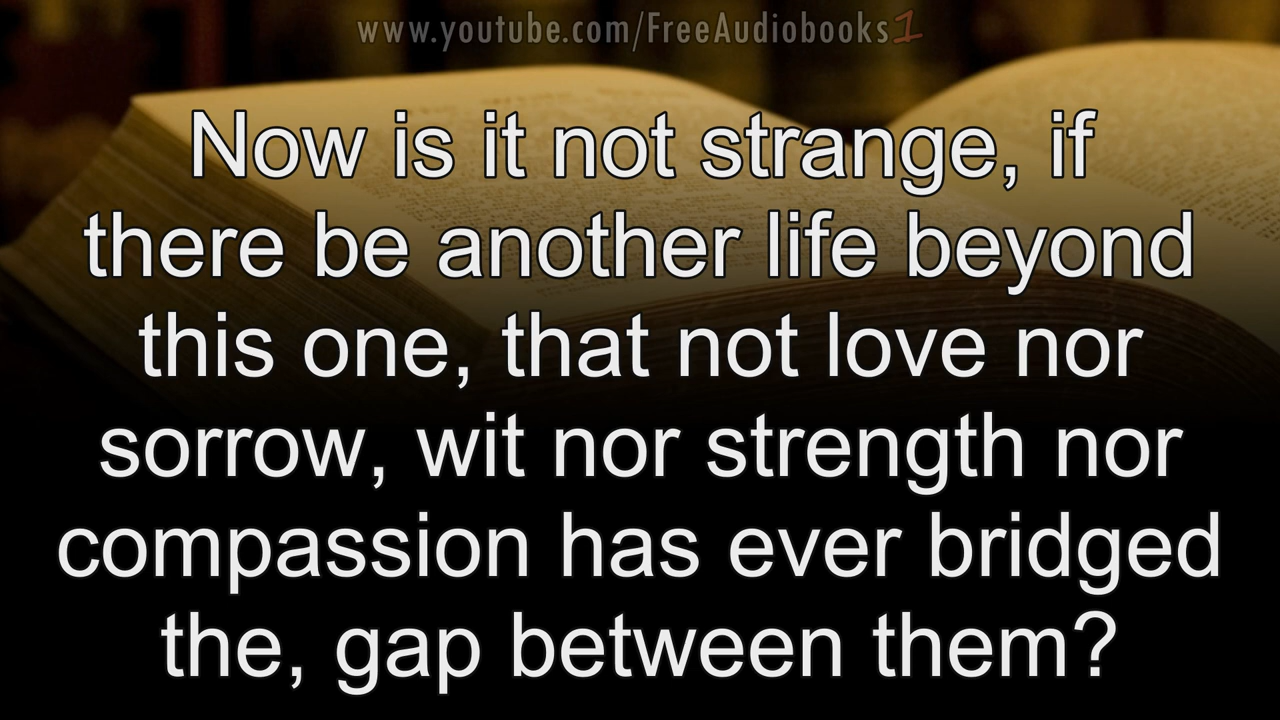 www.youtube.com/FreeAudiobooks1
Now is it not strange, if
there be another life beyond
this one, that not love nor
sorrow, wit nor strength nor
compassion has ever bridged
the, gap between them?